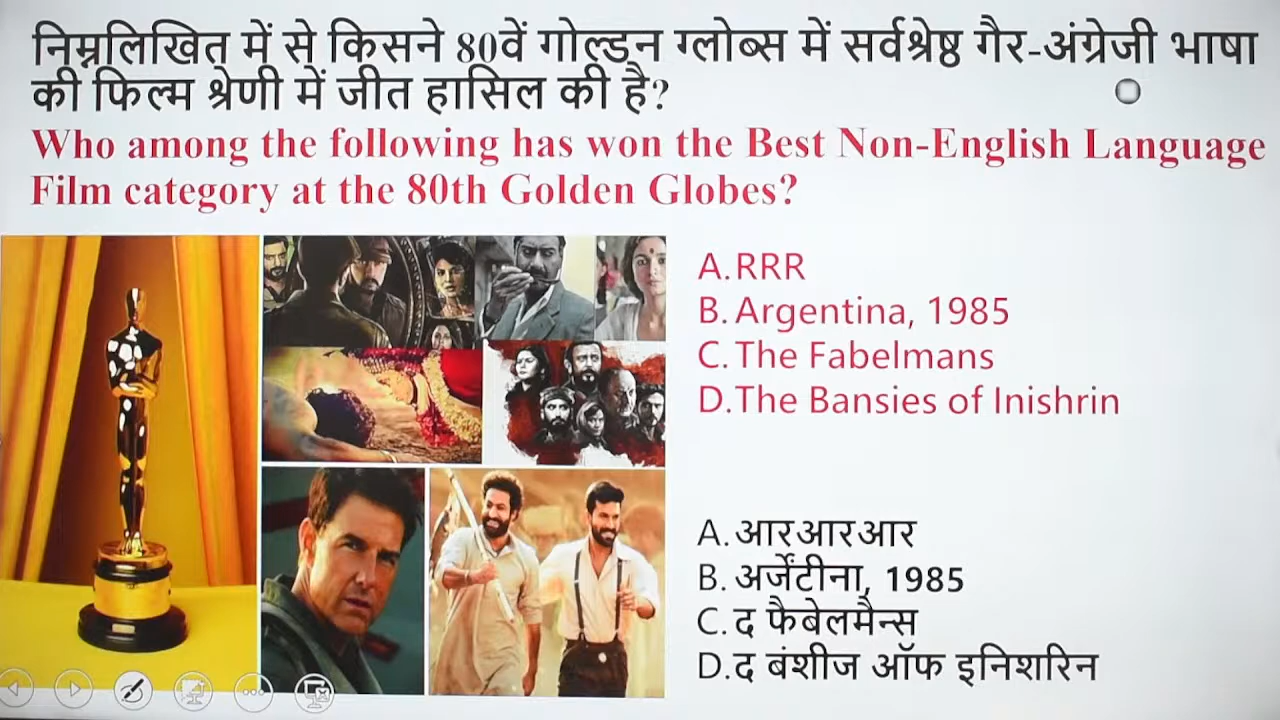 निम्नलिखित में से किसने 80वें गोल्डन ग्लोब्स में सर्वश्रेष्ठ गैर-अंग्रेजी भाषा
की फिल्म श्रेणी में जीत हासिल की है?
Who among the following has won the Best Non-English Language
Film category at the 80th Golden Globes?
A. RRR
B. Argentina, 1985
C. The Fabelmans
D. The Bansies of Inishrin
A. आरआरआर
B. अर्जेंटीना, 1985
C. द फैबेलमैन्स
D. द बंशीज ऑफ इनिशरिन